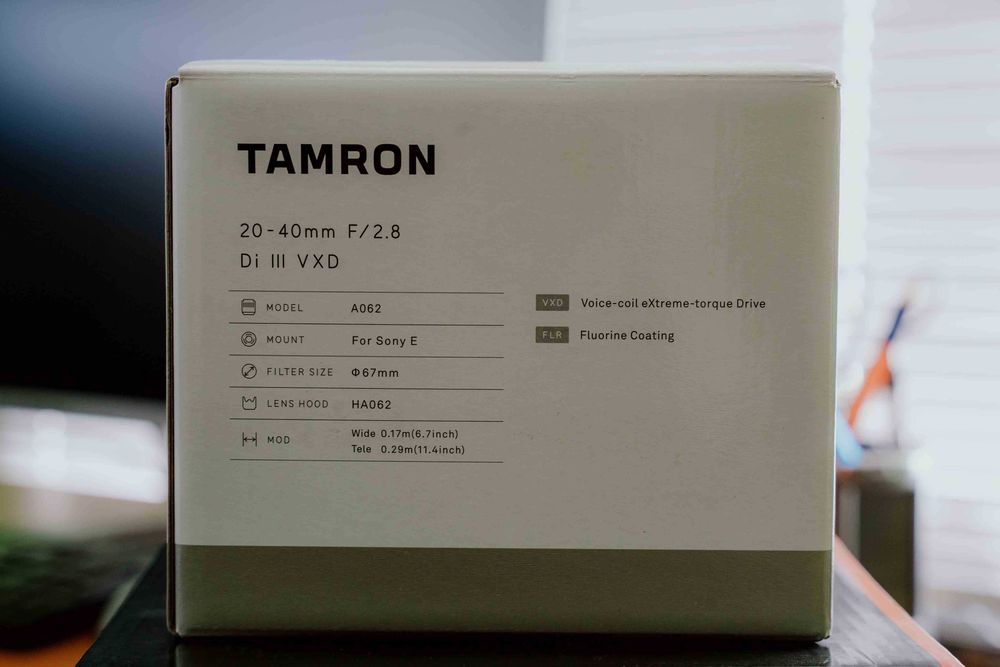 TAMRON
20-40mm F/2.8
Di III VXD
MODEL A062
MOUNT For Sony E
FILTER SIZE Φ67mm
LENS HOOD HA062
MOD Wide 0.17m(6.7inch)
Tele 0.29m(11.4inch)
VXD Voice-coil eXtreme-torque Drive
FLR Fluorine Coating